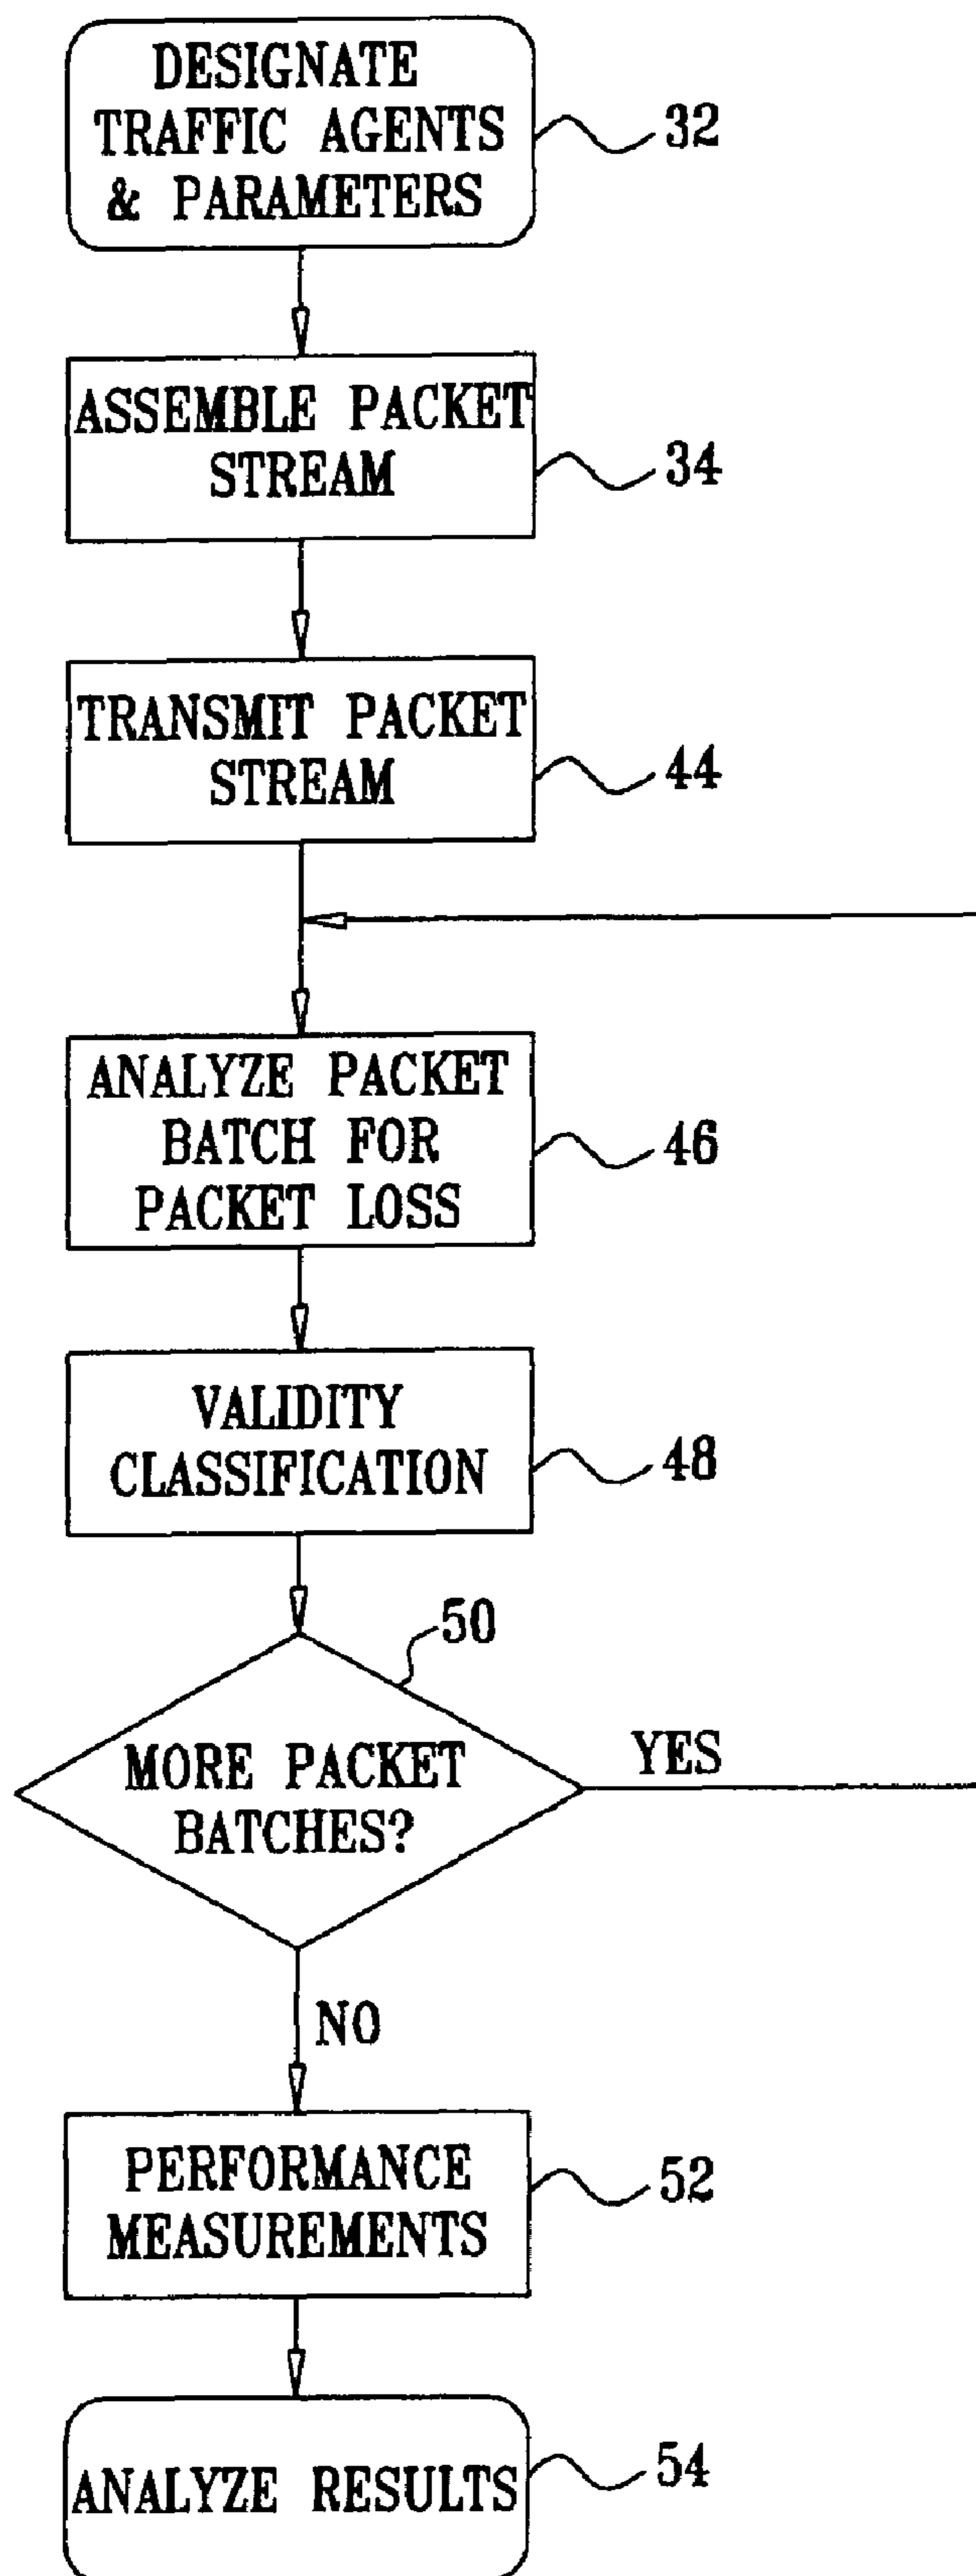 DESIGNATE
TRAFFIC AGENTS
& PARAMETERS
32
ASSEMBLE PACKET
STREAM
34
TRANSMIT PACKET
STREAM
44
ANALYZE PACKET
BATCH FOR
PACKET LOSS
46
VALIDITY
CLASSIFICATION
48
50
MORE PACKET
BATCHES?
YES
NO
PERFORMANCE
MEASUREMENTS
52
ANALYZE RESULTS
54